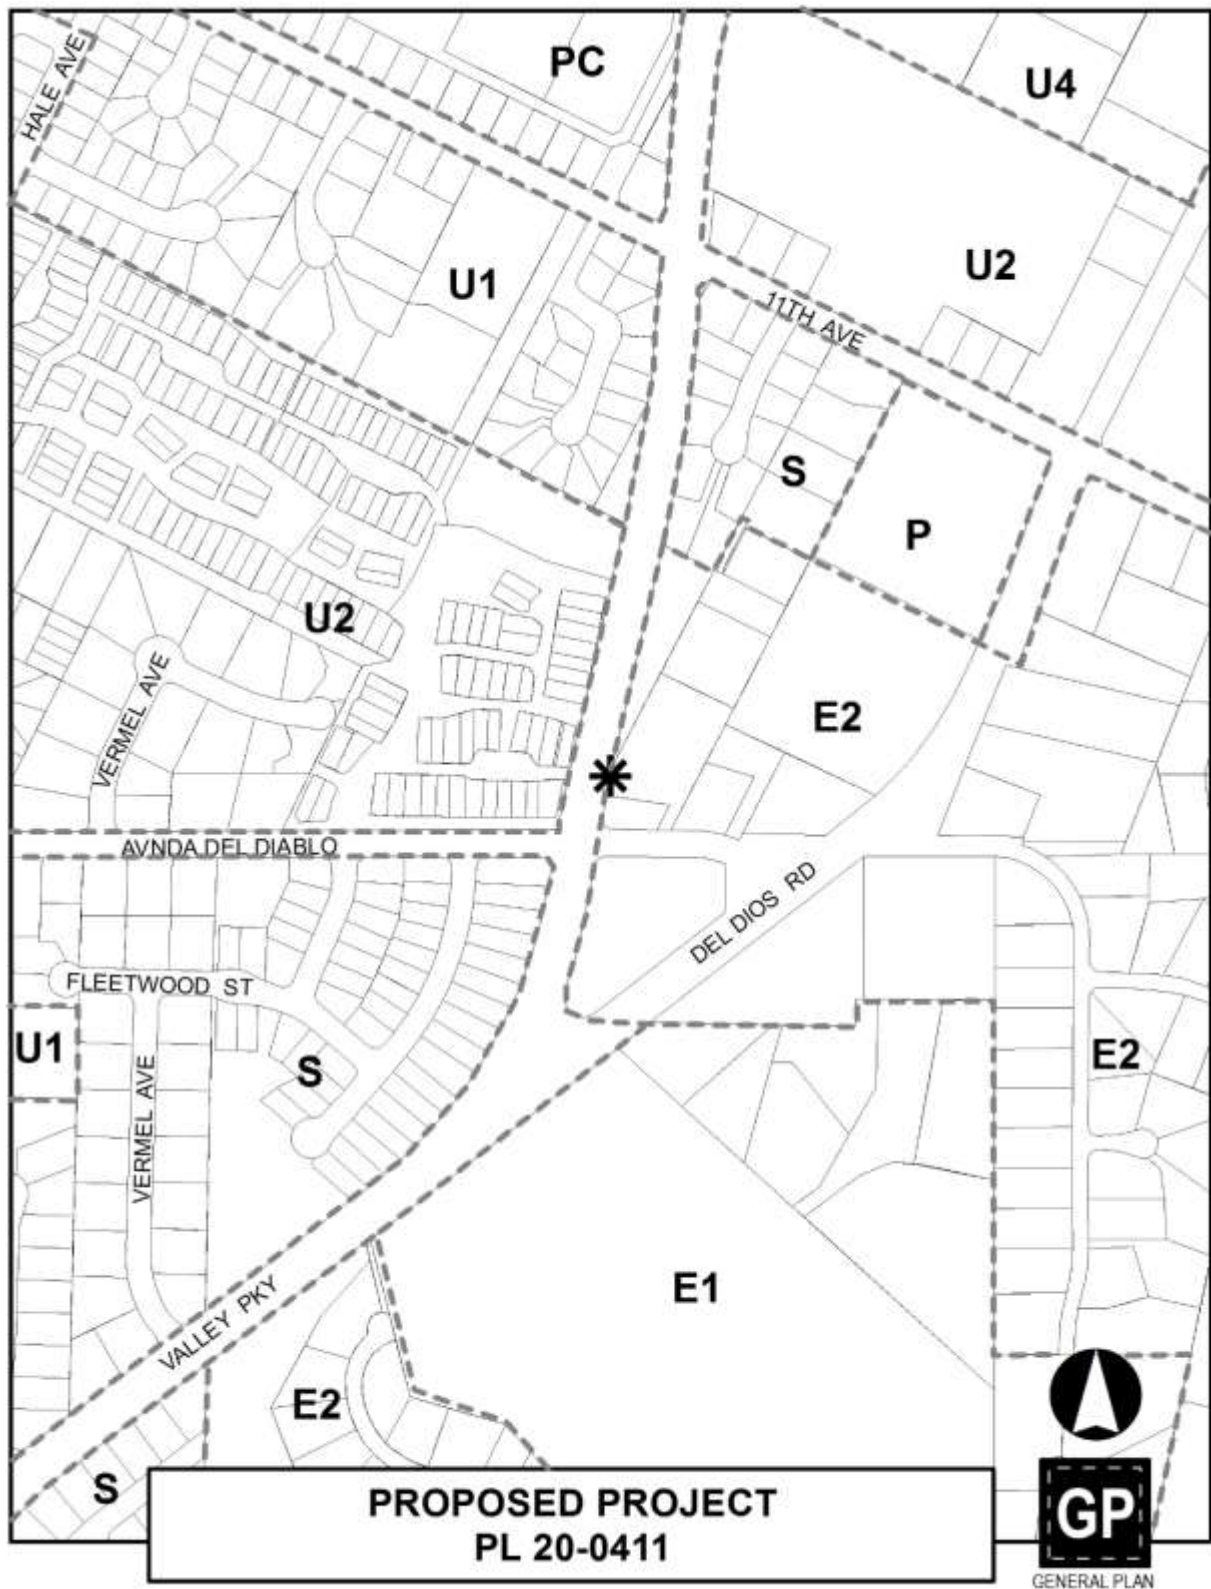 PC
U4
HALE AVE
U2
U1
11TH AVE
S
P
U2
VERMEL AVE
E2
AVNDA DEL DIABLO
DEL DIOS RD
FLEETWOOD ST
U1
S
E2
VERMEL AVE
E1
VALLEY PKY
E2
S
PROPOSED PROJECT
PL 20-0411
GP
GENERAL PLAN